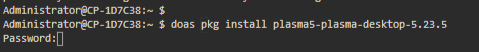 Administrator@CP-1D7C38:~ $
Administrator@CP-1D7C38:~ $ doas pkg install plasma5-plasma-desktop-5.23.5
Password: